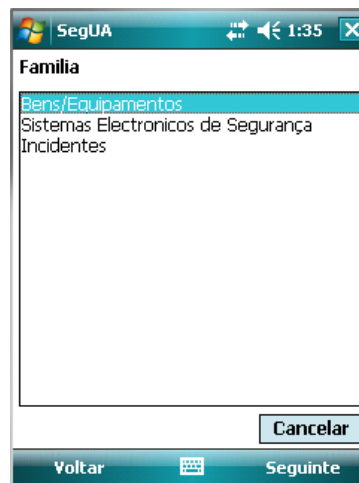 SegUA 1:35
Familia
Bens/Equipamentos
Sistemas Electronicos de Segurança
Incidentes
Cancelar
Voltar Seguinte